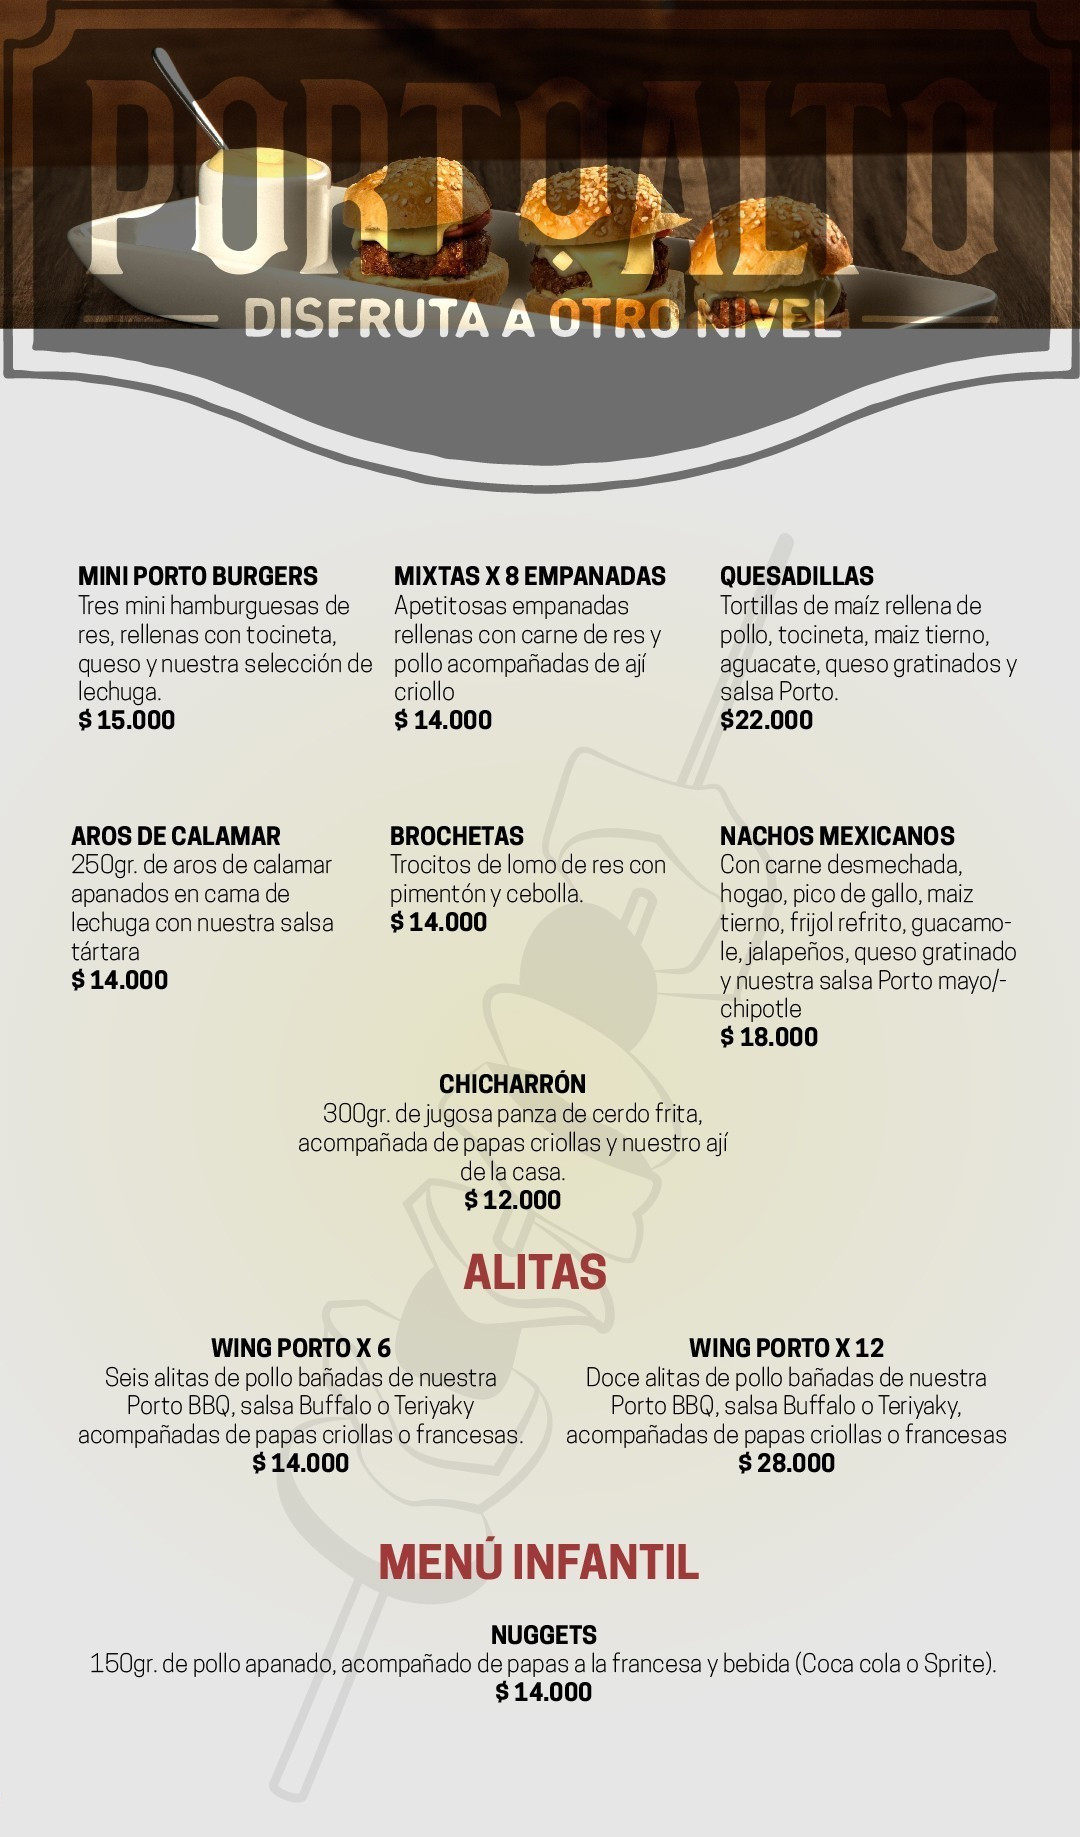 PORTOALTO
DISFRUTA A OTRO NIVEL
MINI PORTO BURGERS
Tres mini hamburguesas de
res, rellenas con tocineta,
queso y nuestra selección de
lechuga.
$ 15.000
MIXTAS X 8 EMPANADAS
Apetitosas empanadas
rellenas con carne de res y
pollo acompañadas de ají
criollo
$ 14.000
QUESADILLAS
Tortillas de maíz rellena de
pollo, tocineta, maiz tierno,
aguacate, queso gratinados y
salsa Porto.
$22.000
AROS DE CALAMAR
250gr. de aros de calamar
apanados en cama de
lechuga con nuestra salsa
tártara
$ 14.000
BROCHETAS
Trocitos de lomo de res con
pimentón y cebolla.
$ 14.000
NACHOS MEXICANOS
Con carne desmechada,
hogao, pico de gallo, maiz
tierno, frijol refrito, guacamo-
le, jalapeños, queso gratinado
y nuestra salsa Porto mayo/-
chipotle
$ 18.000
CHICHARRÓN
300gr. de jugosa panza de cerdo frita,
acompañada de papas criollas y nuestro ají
de la casa.
$ 12.000
ALITAS
WING PORTO X 6
Seis alitas de pollo bañadas de nuestra
Porto BBQ, salsa Buffalo o Teriyaky
acompañadas de papas criollas o francesas.
$ 14.000
WING PORTO X 12
Doce alitas de pollo bañadas de nuestra
Porto BBQ, salsa Buffalo o Teriyaky,
acompañadas de papas criollas o francesas
$ 28.000
MENÚ INFANTIL
NUGGETS
150gr. de pollo apanado, acompañado de papas a la francesa y bebida (Coca cola o Sprite).
$ 14.000